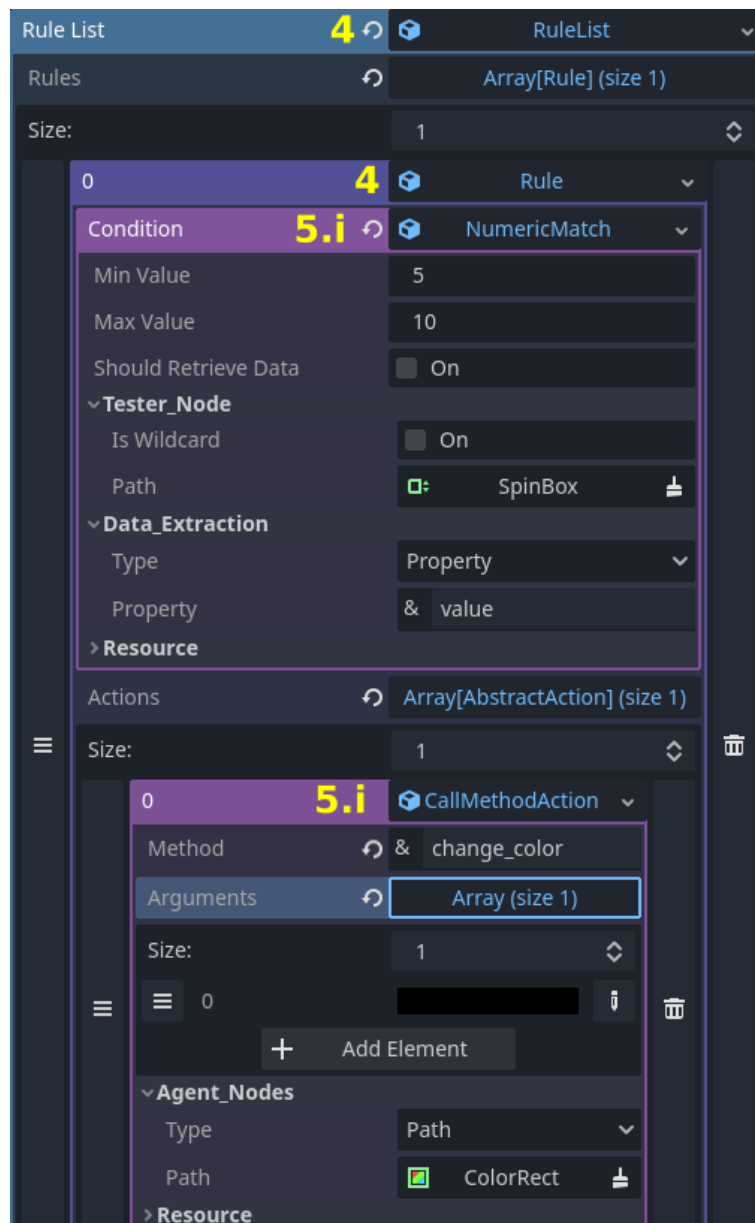 Rule List 4 RuleList
Rules Array[Rule] (size 1)
Size: 1
0 4 Rule
Condition 5.i NumericMatch
Min Value 5
Max Value 10
Should Retrieve Data On
Tester_Node
Is Wildcard On
Path SpinBox
Data_Extraction
Type Property
Property & value
Resource
Actions Array[AbstractAction] (size 1)
Size: 1
0 5.i CallMethodAction
Method & change_color
Arguments Array (size 1)
Size: 1
0
+ Add Element
Agent_Nodes
Type Path
Path ColorRect
Resource